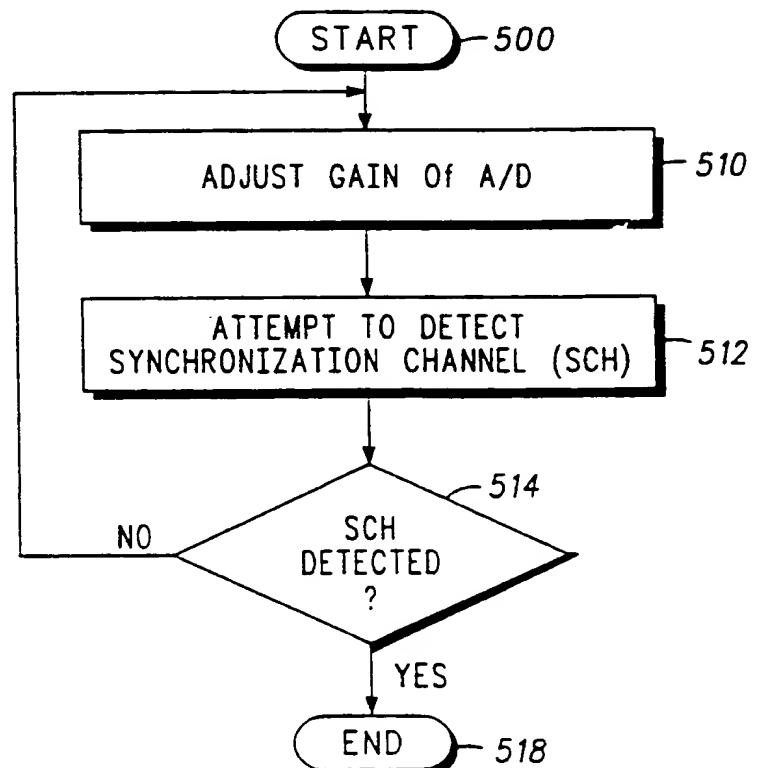 START 500
ADJUST GAIN Of A/D 510
ATTEMPT TO DETECT
SYNCHRONIZATION CHANNEL (SCH) 512
514
SCH
DETECTED
?
NO
YES
END 518